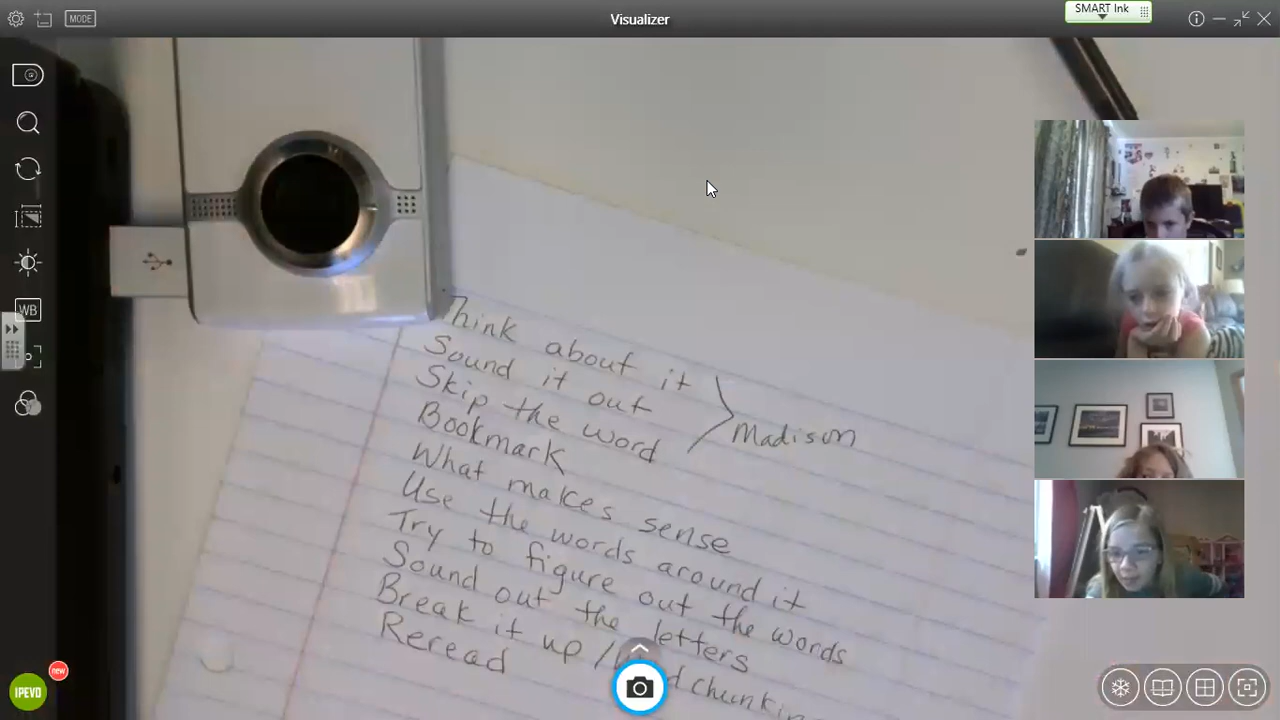 MODE
Visualizer
SMART Ink
WB
Think about it
Sound it out
Skip the word
Madison
Bookmark
What makes sense
Use the words around it
Try to figure out the words
Sound out the letters
Break it up /
Reread
IPEVO
new